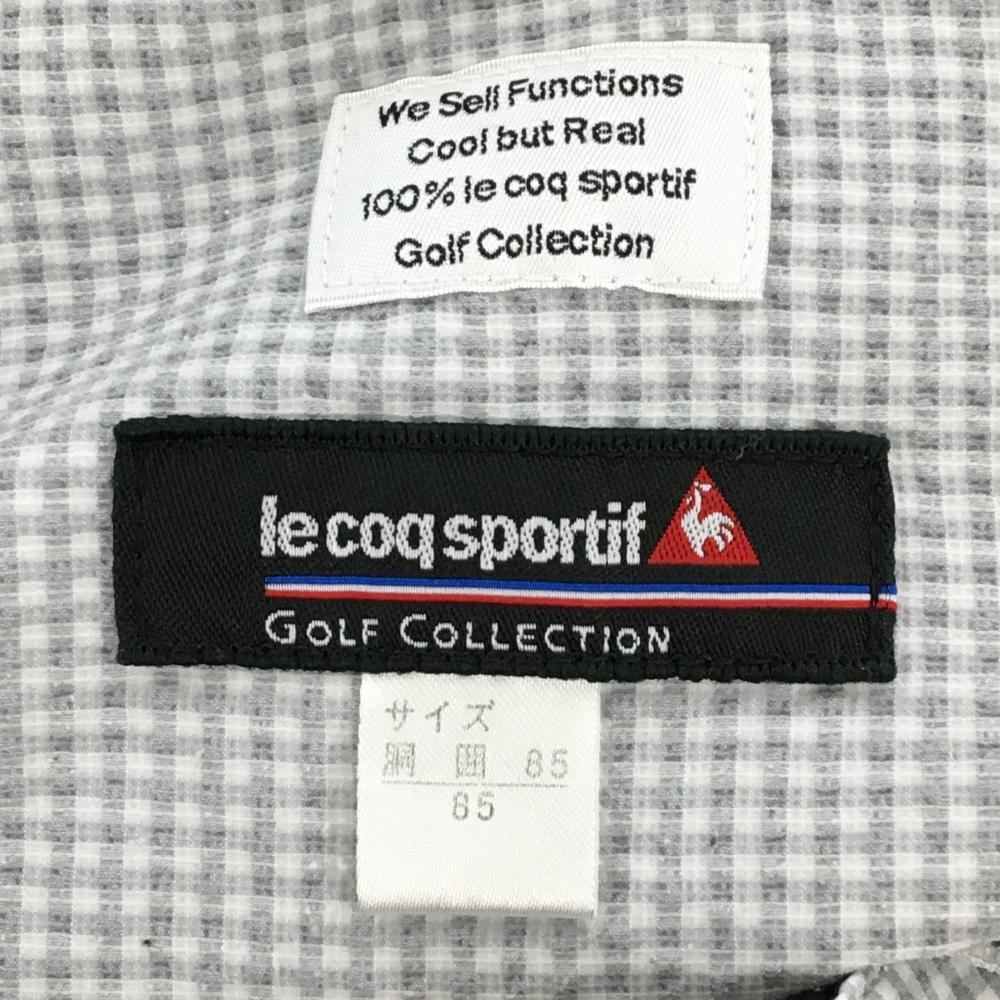 We Sell Functions
Cool but Real
100% le coq sportif
Golf Collection
le coq sportif
GOLF COLLECTION
サイズ
胴 囲 85
85